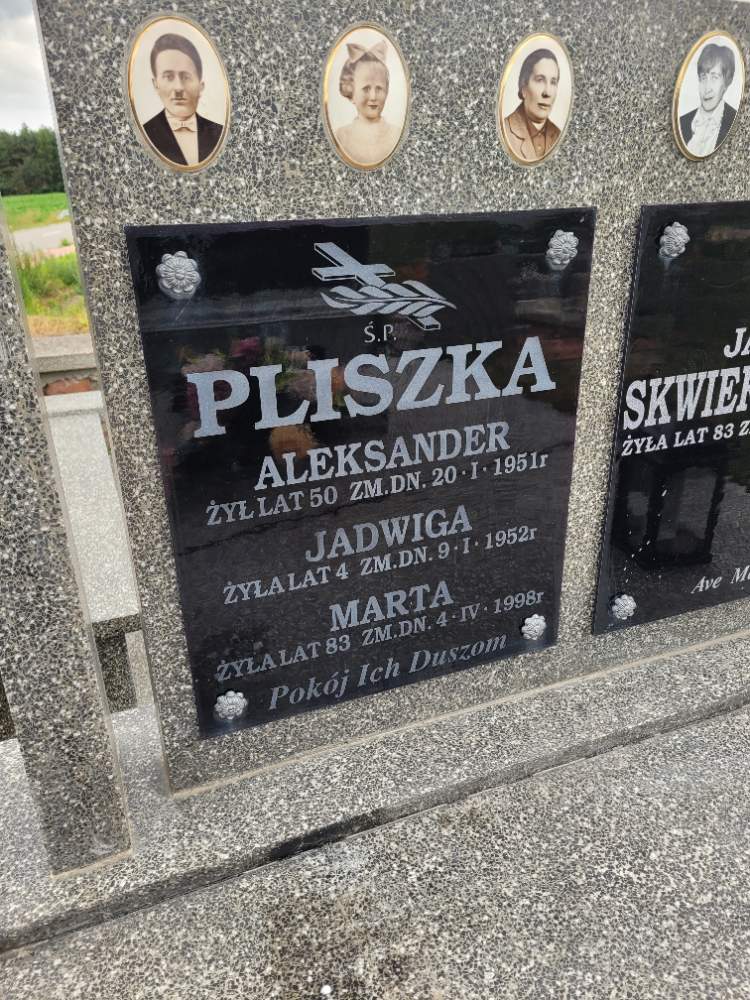 Ś.P.
PLISZKA
ALEKSANDER
ŻYŁ LAT 50 ZM. DN. 20 · I · 1951r
JADWIGA
ŻYŁA LAT 4 ZM. DN. 9 · I · 1952r
MARTA
ŻYŁA LAT 83 ZM. DN. 4 · IV · 1998r
Pokój Ich Duszom
ŻYŁA LAT 83
Ave